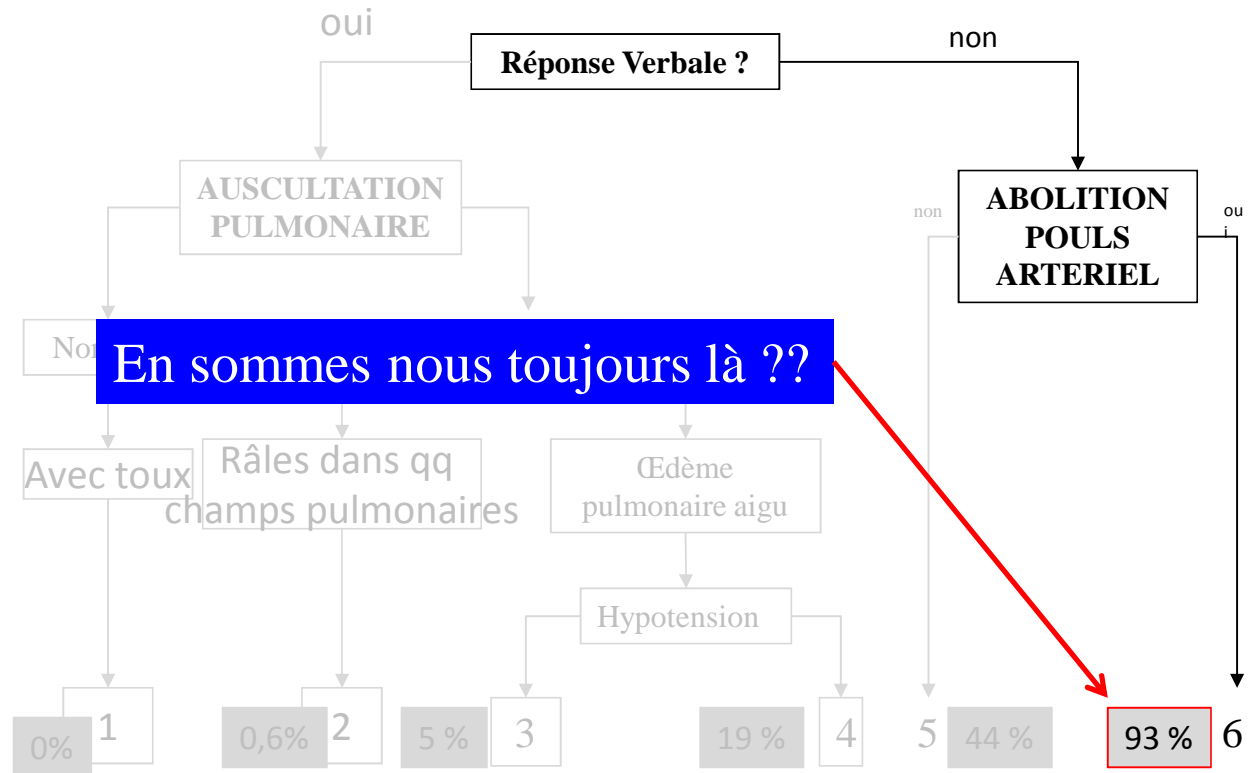 oui
Réponse Verbale ?
non
AUSCULTATION
PULMONAIRE
non
ABOLITION
POULS
ARTERIEL
ou
i
En sommes nous toujours là ??
Avec toux
Râles dans qq
champs pulmonaires
Œdème
pulmonaire aigu
Hypotension
0%
1
0,6%
2
5 %
3
19 %
4
5
44 %
93 %
6